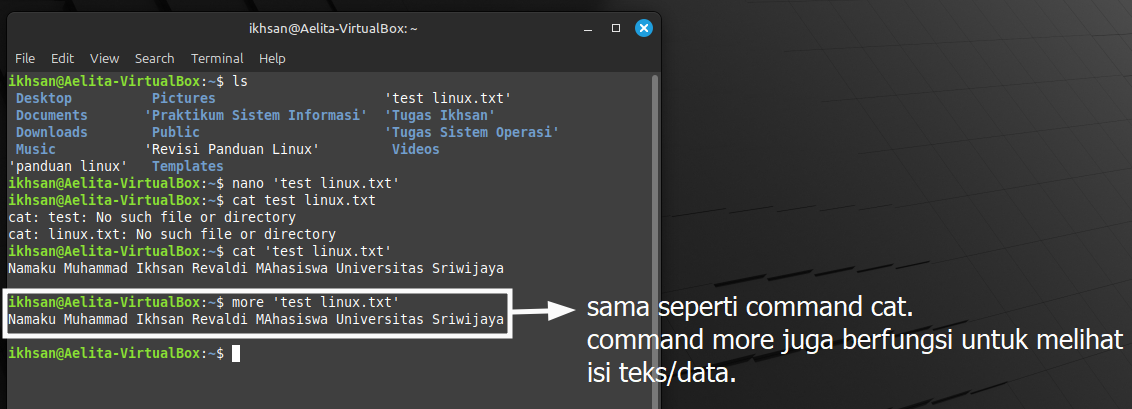 ikhsan@Aelita-VirtualBox: ~
File Edit View Search Terminal Help
ikhsan@Aelita-VirtualBox:~$ ls
Desktop Pictures 'test linux.txt'
Documents 'Praktikum Sistem Informasi' 'Tugas Ikhsan'
Downloads Public 'Tugas Sistem Operasi'
Music 'Revisi Panduan Linux' Videos
'panduan linux' Templates
ikhsan@Aelita-VirtualBox:~$ nano 'test linux.txt'
ikhsan@Aelita-VirtualBox:~$ cat test linux.txt
cat: test: No such file or directory
cat: linux.txt: No such file or directory
ikhsan@Aelita-VirtualBox:~$ cat 'test linux.txt'
Namaku Muhammad Ikhsan Revaldi MAhasiswa Universitas Sriwijaya
ikhsan@Aelita-VirtualBox:~$ more 'test linux.txt'
Namaku Muhammad Ikhsan Revaldi MAhasiswa Universitas Sriwijaya
ikhsan@Aelita-VirtualBox:~$
sama seperti command cat.
command more juga berfungsi untuk melihat
isi teks/data.